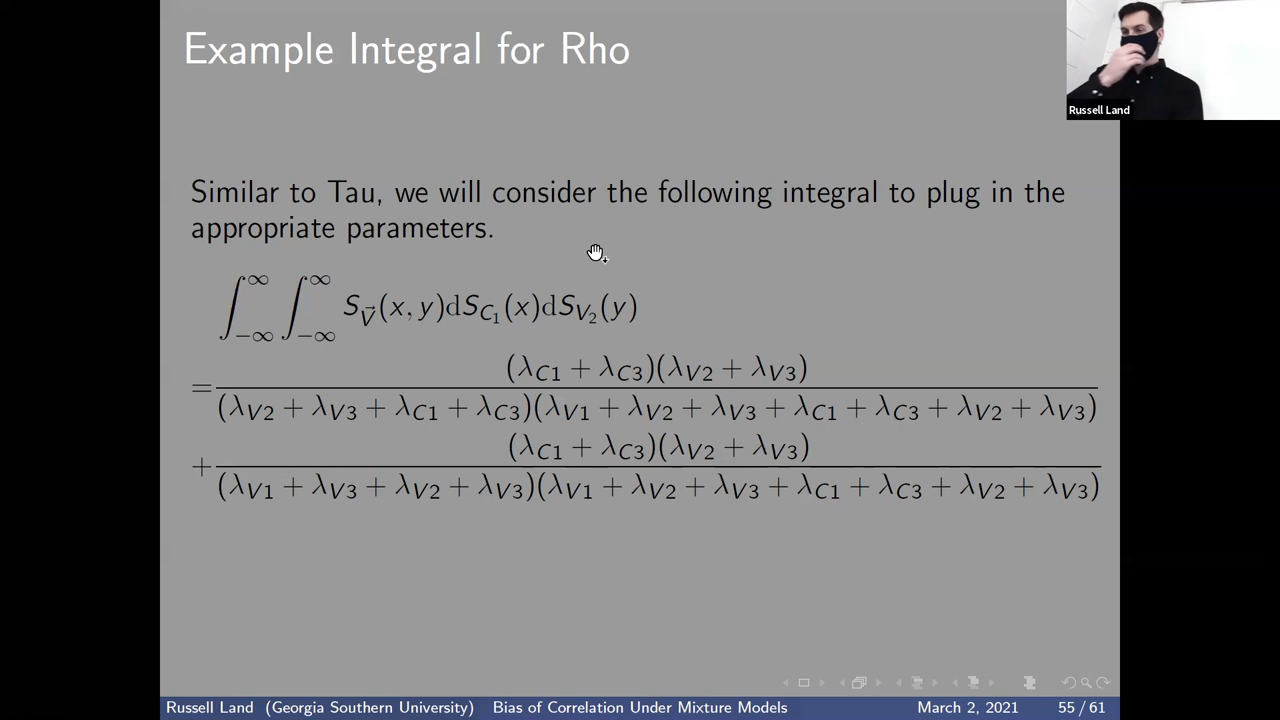 Example Integral for Rho
Russell Land
Similar to Tau, we will consider the following integral to plug in the
appropriate parameters.
∫_{−∞}^{∞} ∫_{−∞}^{∞} S_{\vec{V}}(x, y)dS_{C_1}(x)dS_{V_2}(y)
= \frac{(λ_{C1} + λ_{C3})(λ_{V2} + λ_{V3})}{(λ_{V2} + λ_{V3} + λ_{C1} + λ_{C3})(λ_{V1} + λ_{V2} + λ_{V3} + λ_{C1} + λ_{C3} + λ_{V2} + λ_{V3})}
+ \frac{(λ_{C1} + λ_{C3})(λ_{V2} + λ_{V3})}{(λ_{V1} + λ_{V3} + λ_{V2} + λ_{V3})(λ_{V1} + λ_{V2} + λ_{V3} + λ_{C1} + λ_{C3} + λ_{V2} + λ_{V3})}
Russell Land (Georgia Southern University) Bias of Correlation Under Mixture Models March 2, 2021 55 / 61